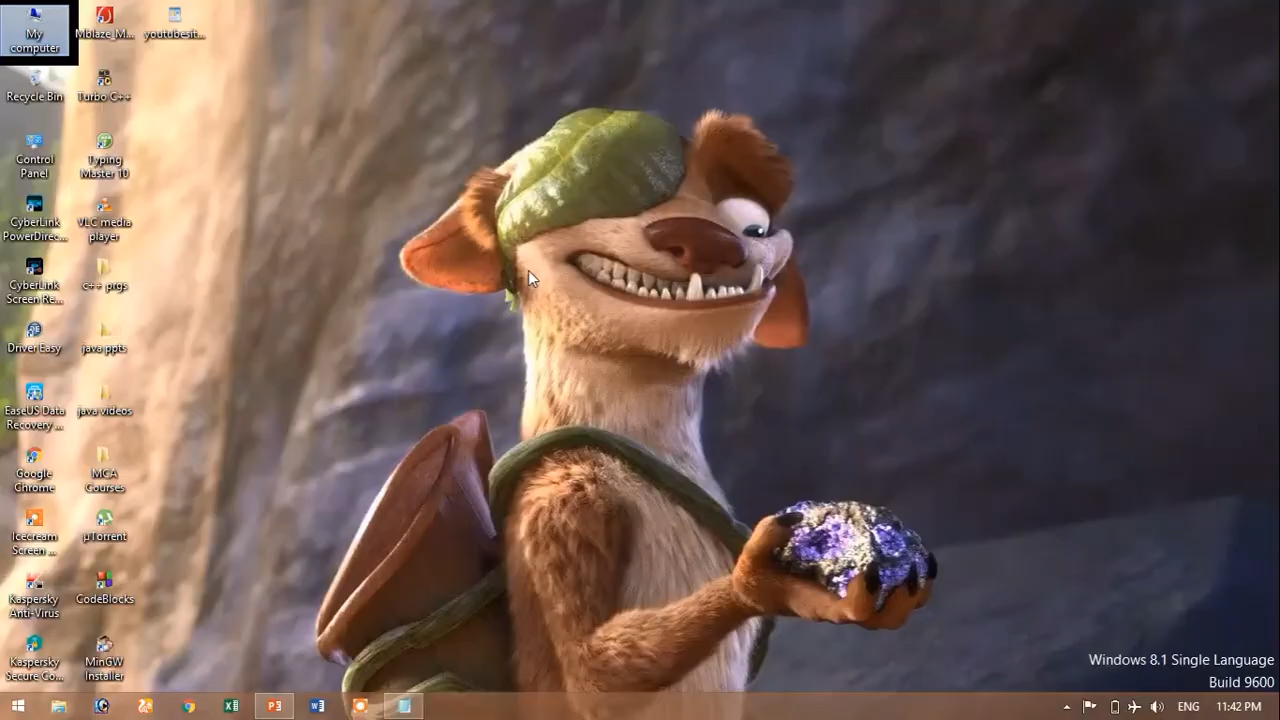 My
computer
Mblaze_M...
youtubesit...
Recycle Bin
Turbo C++
Control
Panel
Typing
Master 10
CyberLink
PowerDirec...
VLC media
player
CyberLink
Screen Re...
c++ prgs
Driver Easy
java ppts
EaseUS Data
Recovery ...
java videos
Google
Chrome
MCA
Courses
Icecream
Screen ...
µTorrent
Kaspersky
Anti-Virus
CodeBlocks
Kaspersky
Secure Co...
MinGW
Installer
Windows 8.1 Single Language
Build 9600
ENG
11:42 PM